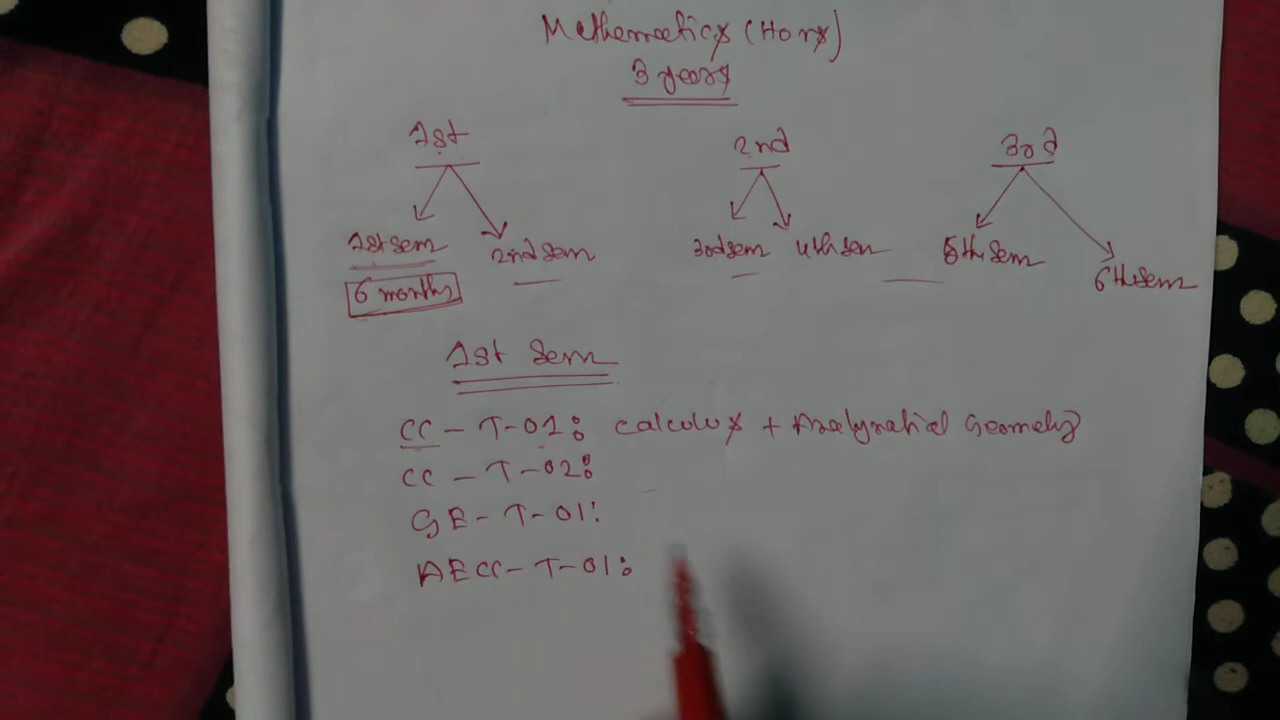 Mathematics (Hons)
3 years
1st 2nd 3rd
1st sem 2nd sem 3rd sem 4th sem 5th sem 6th sem
6 months
1st Sem
CC - T - 01: calculus + Analynatial Geometry
CC - T - 02:
GE - T - 01:
AECC - T - 01: